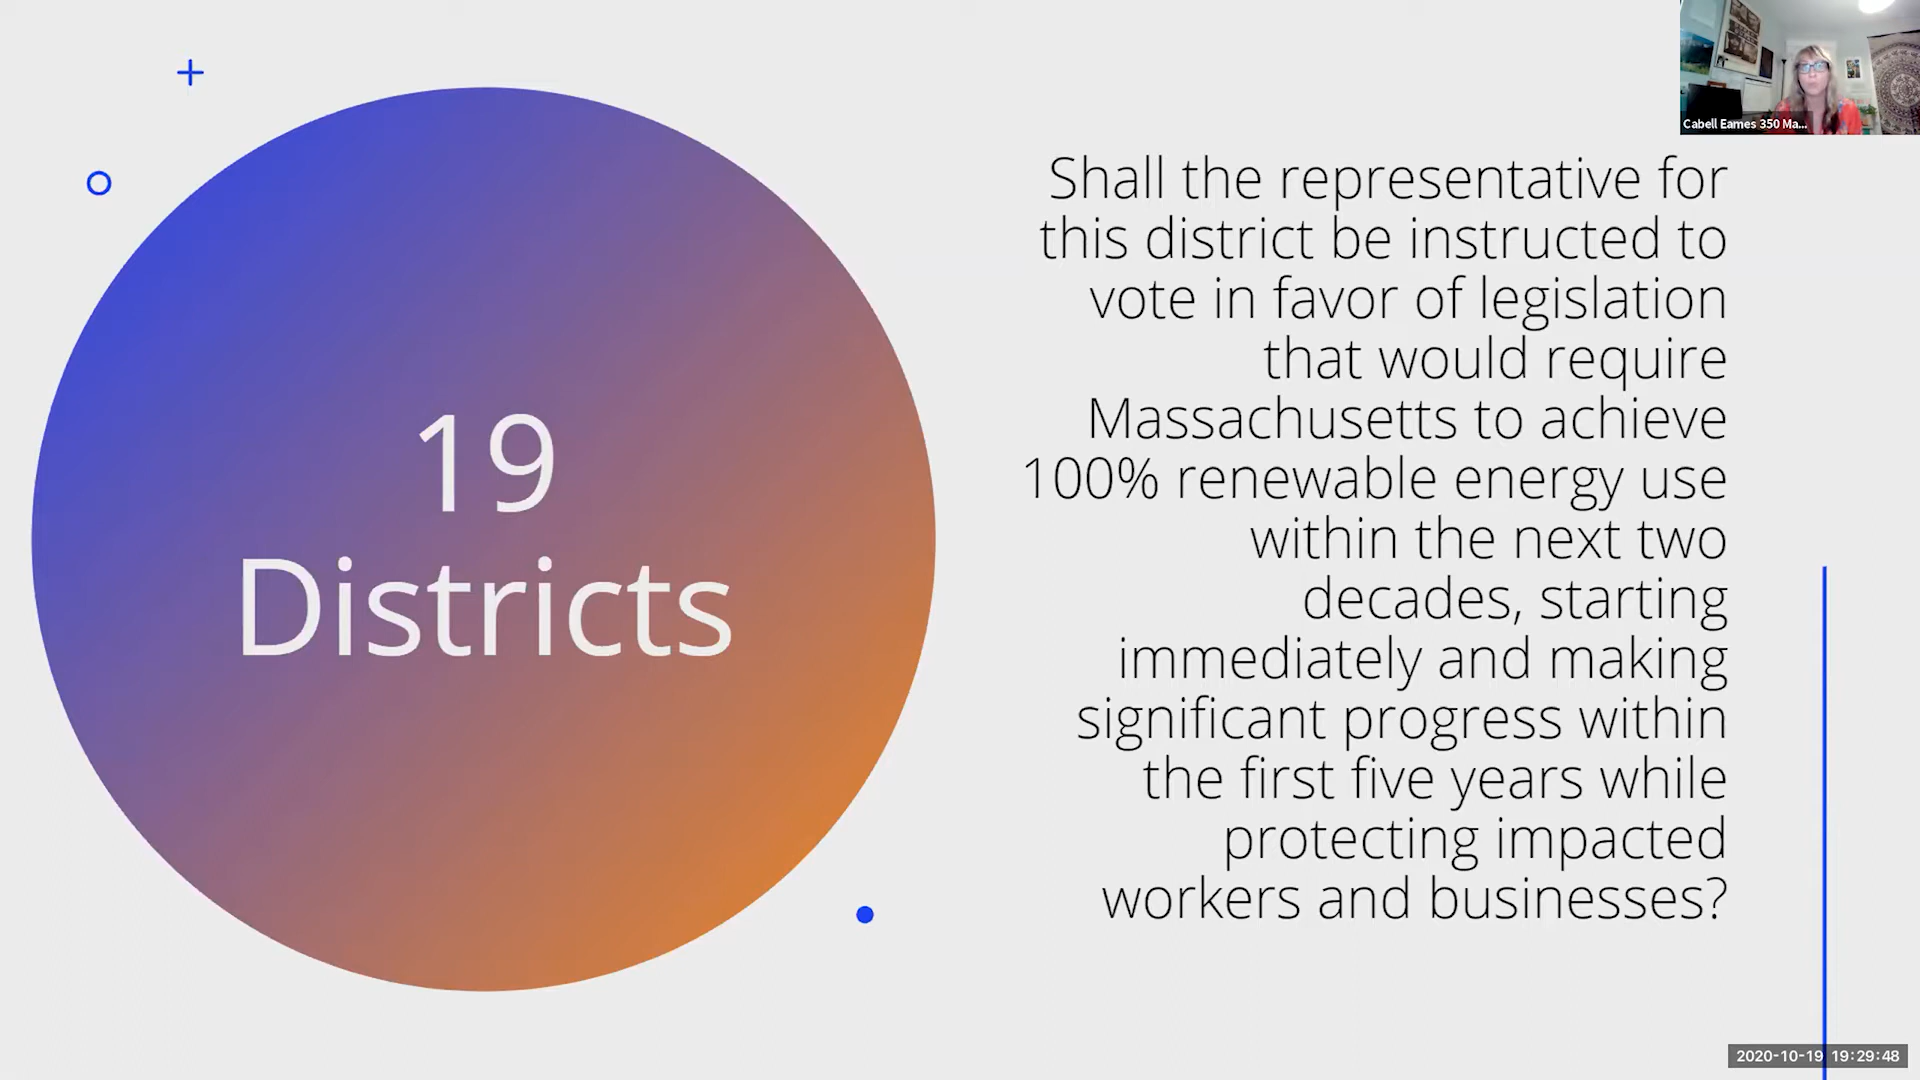 19
Districts
Shall the representative for
this district be instructed to
vote in favor of legislation
that would require
Massachusetts to achieve
100% renewable energy use
within the next two
decades, starting
immediately and making
significant progress within
the first five years while
protecting impacted
workers and businesses?
Cabell Eames 350 Ma...
2020-10-19 19:29:48